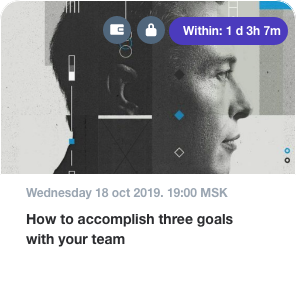 Within: 1 d 3h 7m
Wednesday 18 oct 2019. 19:00 MSK
How to accomplish three goals
with your team